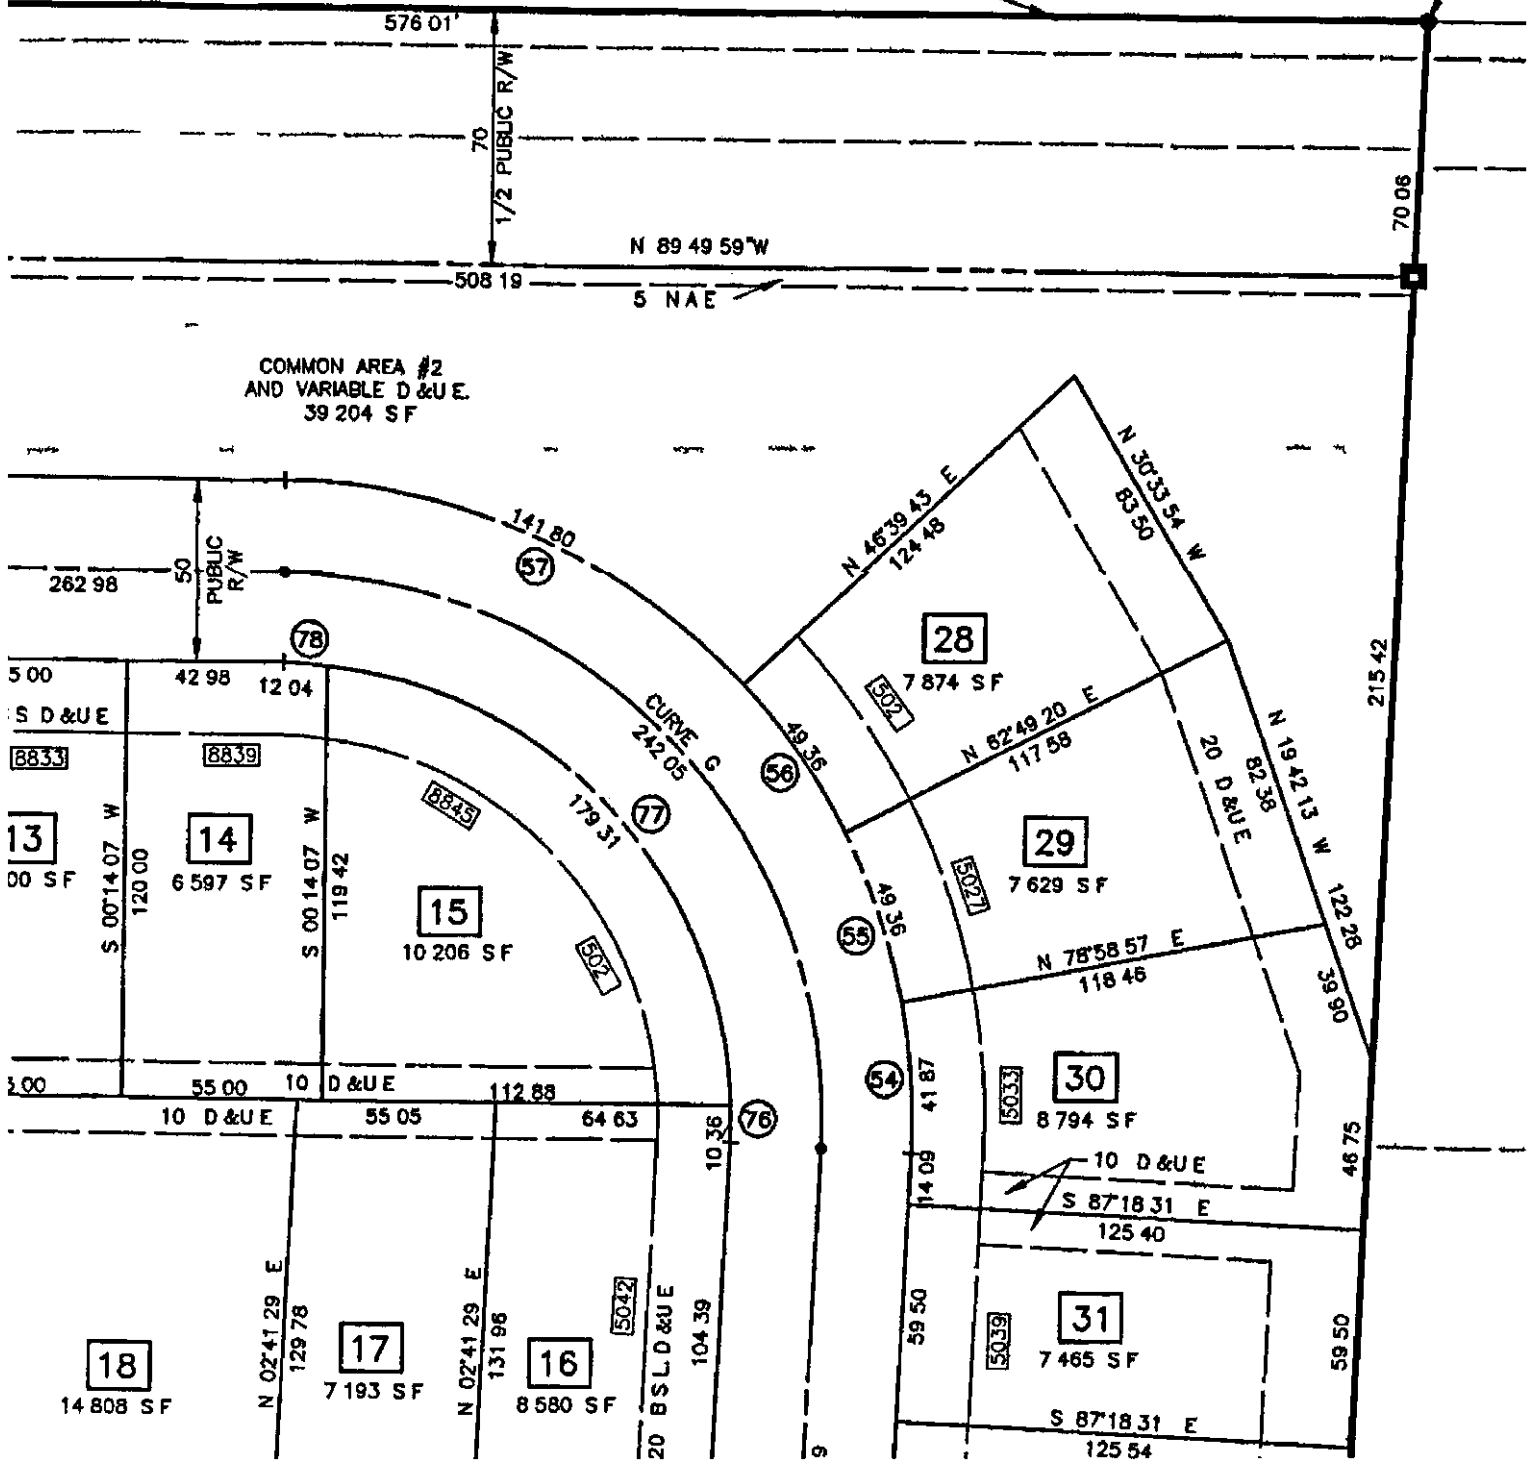 576 01'
70
1/2 PUBLIC R/W
70 06
N 89 49 59"W
508 19
5 N A E
COMMON AREA #2
AND VARIABLE D & U E.
39 204 S F
141 80
57
50
PUBLIC
R/W
262 98
78
5 00
42 98
12 04
S D & U E
8833
8839
8845
13
00 S F
S 00°14 07 W
120 00
14
6 597 S F
S 00 14 07 W
119 42
15
10 206 S F
502
179 31
77
CURVE G
242 05
N 46°39 43 E
124 48
N 30°33 54 W
83 50
28
7 874 S F
502
49 36
56
N 62°49 20 E
117 58
215 42
20 D & U E
N 19 42 13 W
82 38
122 28
39 90
29
7 629 S F
5027
49 36
55
N 78°58 57 E
118 46
54
41 87
5033
30
8 794 S F
46 75
10 D & U E
14 09
S 87°18 31 E
125 40
5.00
55 00
10 D & U E
112 88
10 D & U E
55 05
64 63
10 36
76
18
14 808 S F
N 02°41 29 E
129 78
17
7 193 S F
N 02°41 29 E
131 96
16
8 580 S F
5042
20 B S L D & U E
104 39
9
59 50
5039
31
7 465 S F
59 50
S 87°18 31 E
125 54